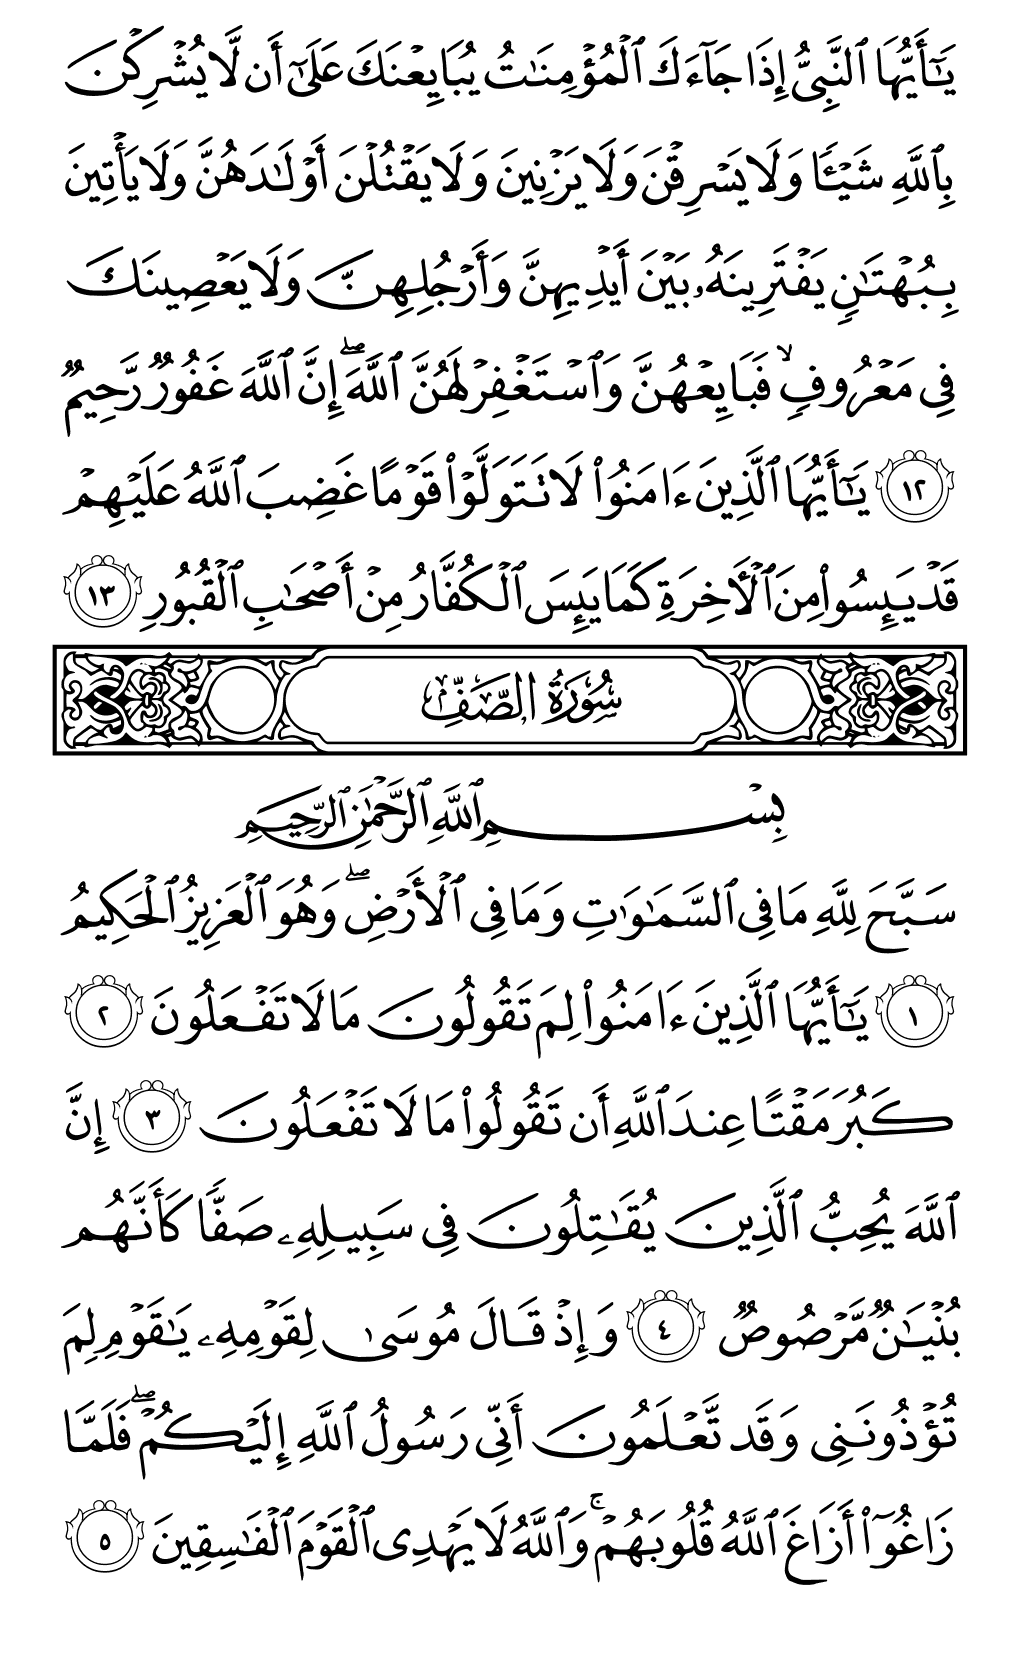 يَـٰٓأَيُّهَا ٱلنَّبِىُّ إِذَا جَآءَكَ ٱلْمُؤْمِنَـٰتُ يُبَايِعْنَكَ عَلَىٰٓ أَن لَّا يُشْرِكْنَ
بِٱللَّهِ شَيْـًٔا وَلَا يَسْرِقْنَ وَلَا يَزْنِينَ وَلَا يَقْتُلْنَ أَوْلَـٰدَهُنَّ وَلَا يَأْتِينَ
بِبُهْتَـٰنٍ يَفْتَرِينَهُۥ بَيْنَ أَيْدِيهِنَّ وَأَرْجُلِهِنَّ وَلَا يَعْصِينَكَ
فِى مَعْرُوفٍ ۙ فَبَايِعْهُنَّ وَٱسْتَغْفِرْ لَهُنَّ ٱللَّهَ ۖ إِنَّ ٱللَّهَ غَفُورٌ رَّحِيمٌ
١٢ يَـٰٓأَيُّهَا ٱلَّذِينَ ءَامَنُوا۟ لَا تَتَوَلَّوْا۟ قَوْمًا غَضِبَ ٱللَّهُ عَلَيْهِمْ
قَدْ يَئِسُوا۟ مِنَ ٱلْـَٔاخِرَةِ كَمَا يَئِسَ ٱلْكُفَّارُ مِنْ أَصْحَـٰبِ ٱلْقُبُورِ ١٣
سُورَةُ الصَّفِّ
بِسْمِ ٱللَّهِ ٱلرَّحْمَـٰنِ ٱلرَّحِيمِ
سَبَّحَ لِلَّهِ مَا فِى ٱلسَّمَـٰوَٰتِ وَمَا فِى ٱلْأَرْضِ ۖ وَهُوَ ٱلْعَزِيزُ ٱلْحَكِيمُ
١ يَـٰٓأَيُّهَا ٱلَّذِينَ ءَامَنُوا۟ لِمَ تَقُولُونَ مَا لَا تَفْعَلُونَ ٢
كَبُرَ مَقْتًا عِندَ ٱللَّهِ أَن تَقُولُوا۟ مَا لَا تَفْعَلُونَ ٣ إِنَّ
ٱللَّهَ يُحِبُّ ٱلَّذِينَ يُقَـٰتِلُونَ فِى سَبِيلِهِۦ صَفًّا كَأَنَّهُم
بُنْيَـٰنٌ مَّرْصُوصٌ ٤ وَإِذْ قَالَ مُوسَىٰ لِقَوْمِهِۦ يَـٰقَوْمِ لِمَ
تُؤْذُونَنِى وَقَد تَّعْلَمُونَ أَنِّى رَسُولُ ٱللَّهِ إِلَيْكُمْ ۖ فَلَمَّا
زَاغُوٓا۟ أَزَاغَ ٱللَّهُ قُلُوبَهُمْ ۚ وَٱللَّهُ لَا يَهْدِى ٱلْقَوْمَ ٱلْفَـٰسِقِينَ ٥